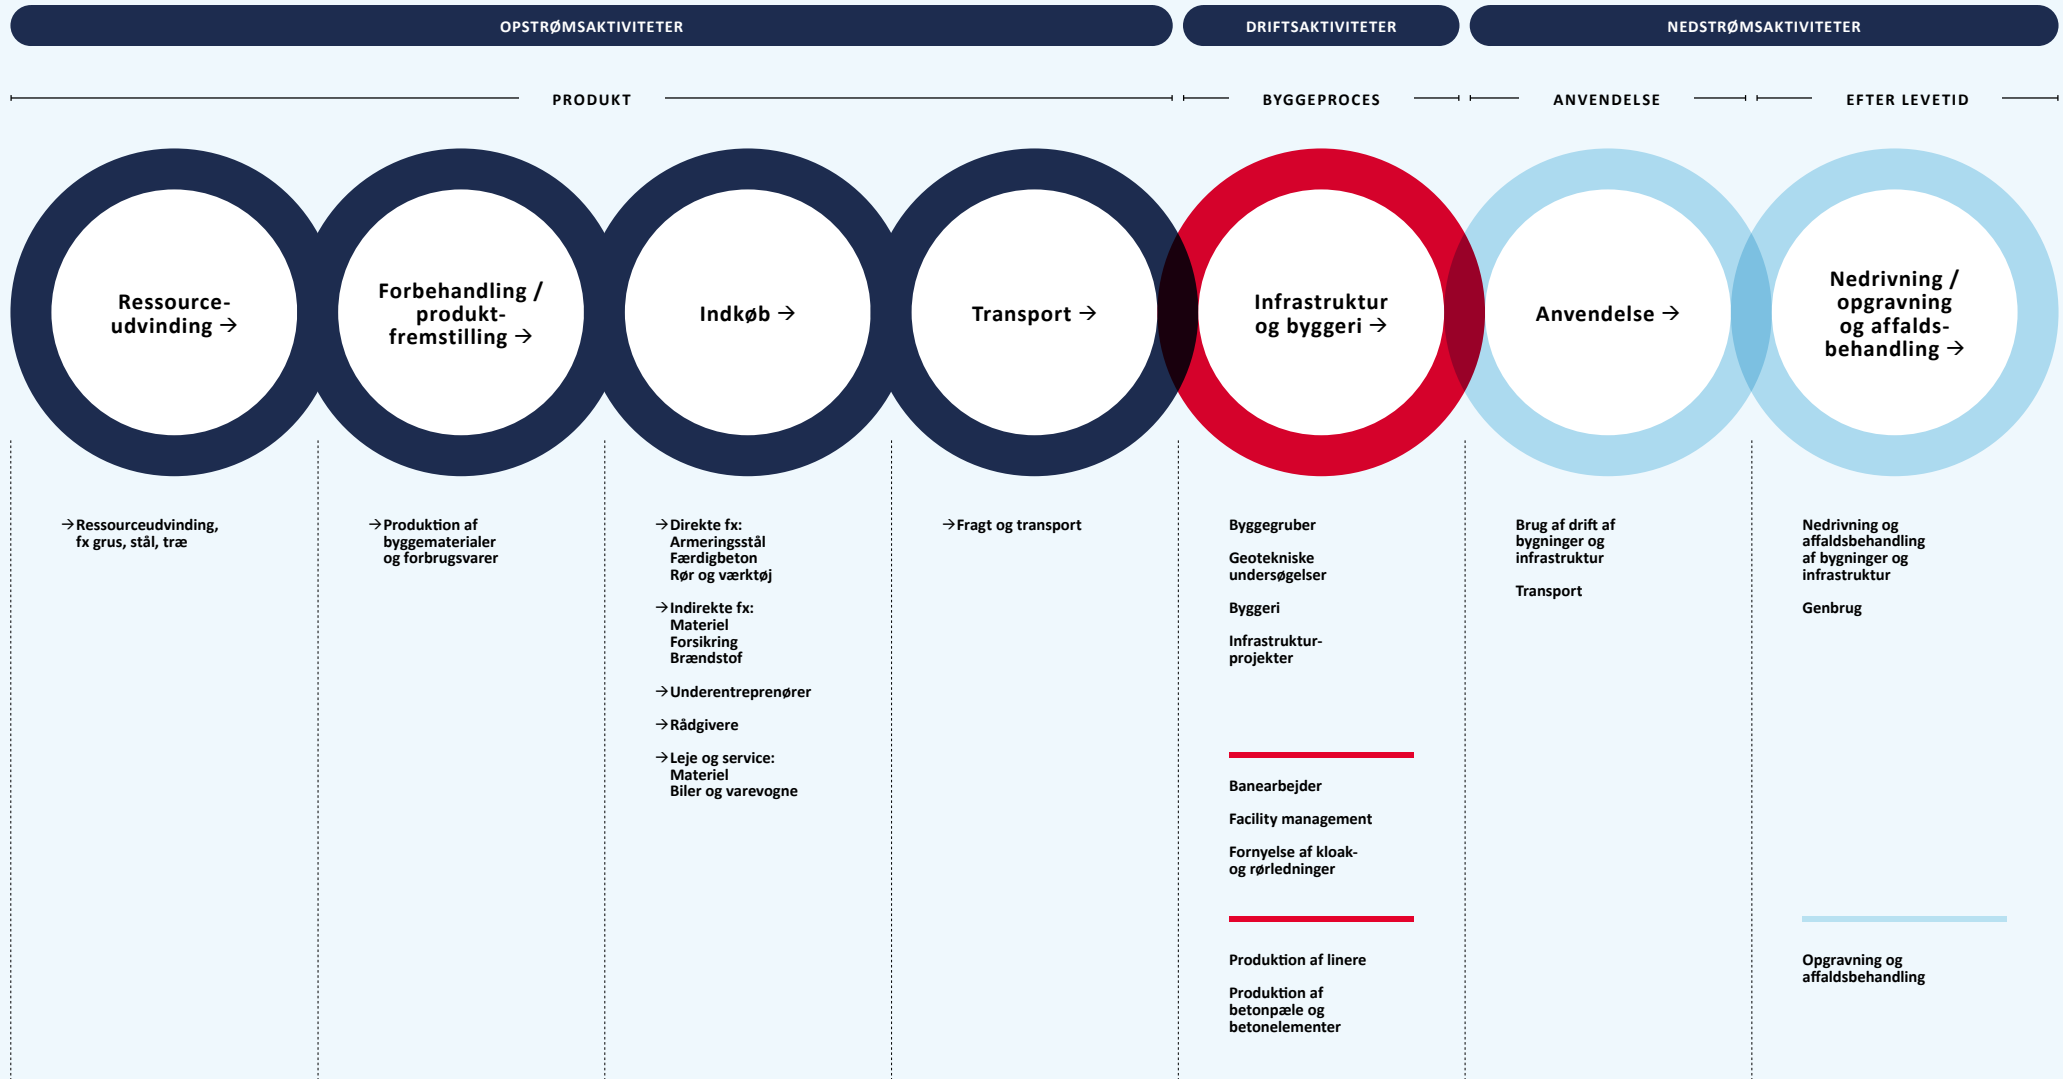 OPSTRØMSAKTIVITETER
DRIFTSAKTIVITETER
NEDSTRØMSAKTIVITETER
PRODUKT
BYGGEPROCES
ANVENDELSE
EFTER LEVETID
Ressource-
udvinding →
Forbehandling /
produkt-
fremstilling →
Indkøb →
Transport →
Infrastruktur
og byggeri →
Anvendelse →
Nedrivning /
opgravning
og affalds-
behandling →
→ Ressourceudvinding,
fx grus, stål, træ
→ Produktion af
byggematerialer
og forbrugsvarer
→ Direkte fx:
Armeringsstål
Færdigbeton
Rør og værktøj
→ Indirekte fx:
Materiel
Forsikring
Brændstof
→ Underentreprenører
→ Rådgivere
→ Leje og service:
Materiel
Biler og varevogne
→ Fragt og transport
Byggegruber
Geotekniske
undersøgelser
Byggeri
Infrastruktur-
projekter
Banearbejder
Facility management
Fornyelse af kloak-
og rørledninger
Produktion af linere
Produktion af
betonpæle og
betonelementer
Brug af drift af
bygninger og
infrastruktur
Transport
Nedrivning og
affaldsbehandling
af bygninger og
infrastruktur
Genbrug
Opgravning og
affaldsbehandling